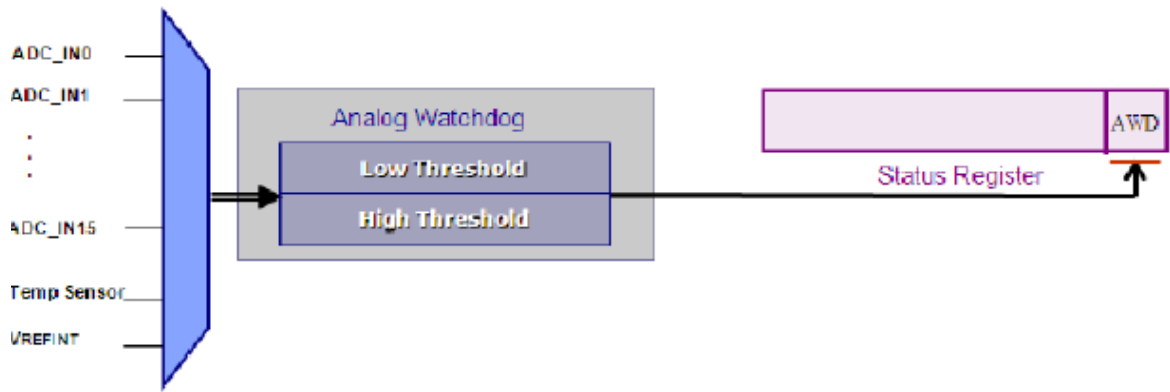 ADC_IN0
ADC_IN1
ADC_IN15
Temp Sensor
VREFINT
Analog Watchdog
Low Threshold
High Threshold
AWD
Status Register